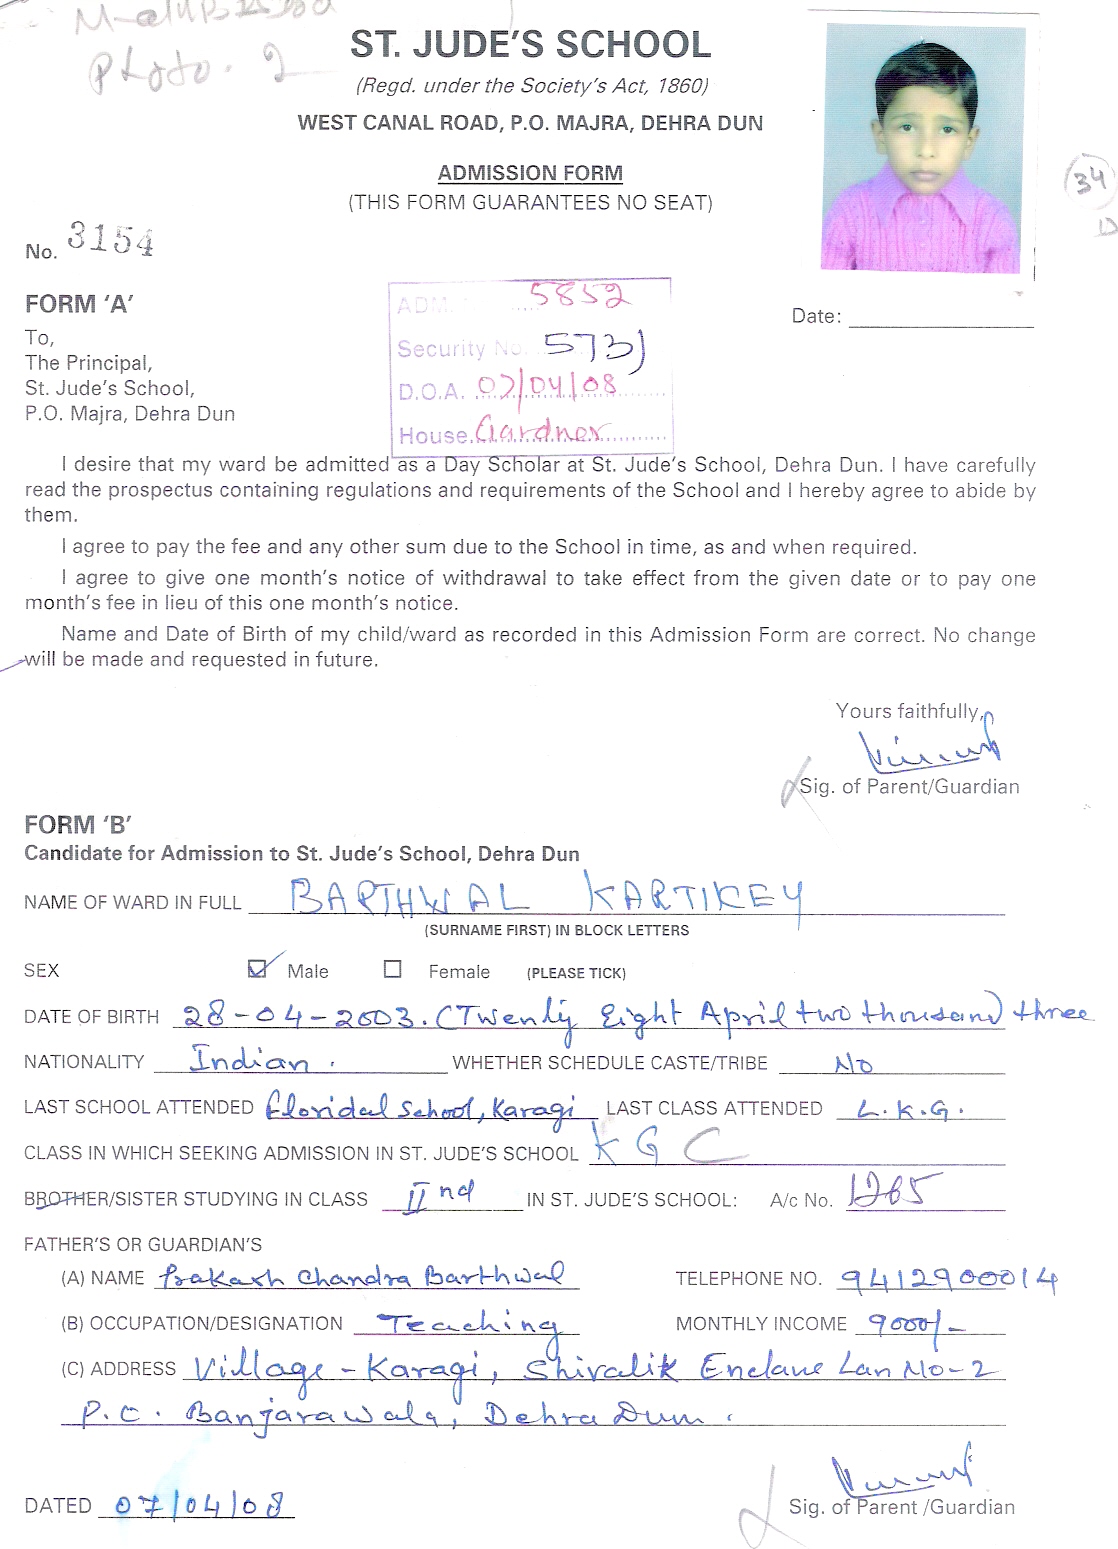 Photo. 2
ST. JUDE'S SCHOOL
(Regd. under the Society's Act, 1860)
WEST CANAL ROAD, P.O. MAJRA, DEHRA DUN
ADMISSION FORM
(THIS FORM GUARANTEES NO SEAT)
34
D
No. 3154
FORM 'A'
To,
The Principal,
St. Jude's School,
P.O. Majra, Dehra Dun
ADM. 5852
Security No. 5731
D.O.A. 07/04/08
House. Gardner
Date:
I desire that my ward be admitted as a Day Scholar at St. Jude's School, Dehra Dun. I have carefully
read the prospectus containing regulations and requirements of the School and I hereby agree to abide by
them.
I agree to pay the fee and any other sum due to the School in time, as and when required.
I agree to give one month's notice of withdrawal to take effect from the given date or to pay one
month's fee in lieu of this one month's notice.
Name and Date of Birth of my child/ward as recorded in this Admission Form are correct. No change
will be made and requested in future.
Yours faithfully,
Sig. of Parent/Guardian
FORM 'B'
Candidate for Admission to St. Jude's School, Dehra Dun
NAME OF WARD IN FULL BARTHWAL KARTIKEY
(SURNAME FIRST) IN BLOCK LETTERS
SEX Male Female (PLEASE TICK)
DATE OF BIRTH 28-04-2003. (Twenty Eight April two thousand) three
NATIONALITY Indian. WHETHER SCHEDULE CASTE/TRIBE No
LAST SCHOOL ATTENDED Floridal School, Karagi LAST CLASS ATTENDED L.K.G.
CLASS IN WHICH SEEKING ADMISSION IN ST. JUDE'S SCHOOL K G C
BROTHER/SISTER STUDYING IN CLASS IInd IN ST. JUDE'S SCHOOL: A/c No. 1265
FATHER'S OR GUARDIAN'S
(A) NAME Prakash Chandra Barthwal TELEPHONE NO. 9412900014
(B) OCCUPATION/DESIGNATION Teaching MONTHLY INCOME 9000/-
(C) ADDRESS Village - Karagi, Shivalik Enclave Lan No-2
P.O. Banjarawala, Dehra Dun.
DATED 07/04/08
Sig. of Parent /Guardian